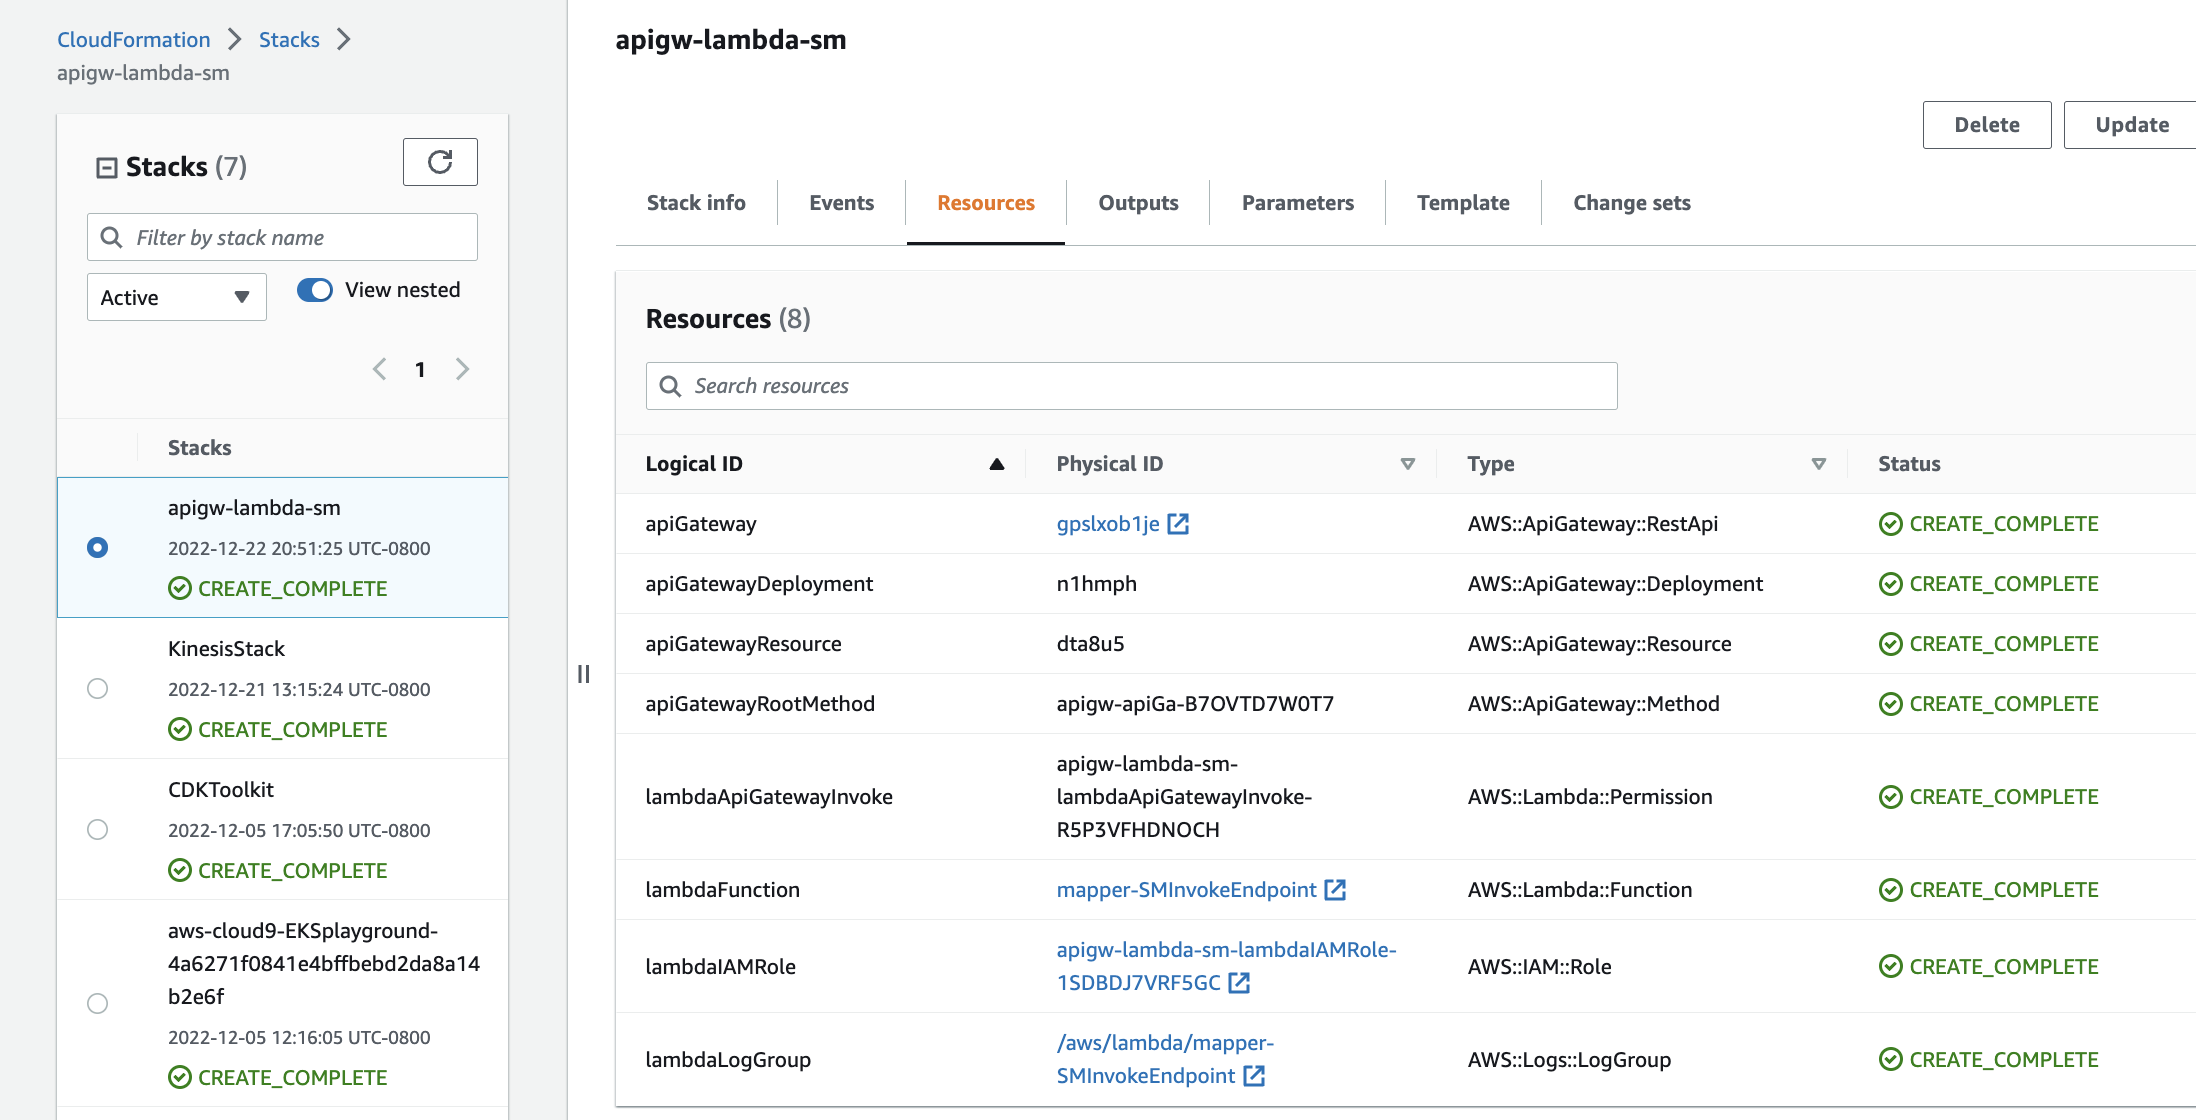 CloudFormation
Stacks
apigw-lambda-sm
Stacks (7)
Filter by stack name
Active
View nested
1
Stacks
apigw-lambda-sm
2022-12-22 20:51:25 UTC-0800
CREATE_COMPLETE
KinesisStack
2022-12-21 13:15:24 UTC-0800
CREATE_COMPLETE
CDKToolkit
2022-12-05 17:05:50 UTC-0800
CREATE_COMPLETE
aws-cloud9-EKSplayground-
4a6271f0841e4bffbebd2da8a14
b2e6f
2022-12-05 12:16:05 UTC-0800
CREATE_COMPLETE
apigw-lambda-sm
Delete Update
Stack info Events Resources Outputs Parameters Template Change sets
Resources (8)
Search resources
Logical ID Physical ID Type Status
apiGateway gpslxob1je AWS::ApiGateway::RestApi CREATE_COMPLETE
apiGatewayDeployment n1hmph AWS::ApiGateway::Deployment CREATE_COMPLETE
apiGatewayResource dta8u5 AWS::ApiGateway::Resource CREATE_COMPLETE
apiGatewayRootMethod apigw-apiGa-B7OVTD7W0T7 AWS::ApiGateway::Method CREATE_COMPLETE
apigw-lambda-sm-
lambdaApiGatewayInvoke lambdaApiGatewayInvoke- AWS::Lambda::Permission CREATE_COMPLETE
R5P3VFHDNOCH
lambdaFunction mapper-SMInvokeEndpoint AWS::Lambda::Function CREATE_COMPLETE
apigw-lambda-sm-lambdaIAMRole-
lambdaIAMRole AWS::IAM::Role CREATE_COMPLETE
1SDBDJ7VRF5GC
/aws/lambda/mapper-
lambdaLogGroup AWS::Logs::LogGroup CREATE_COMPLETE
SMInvokeEndpoint